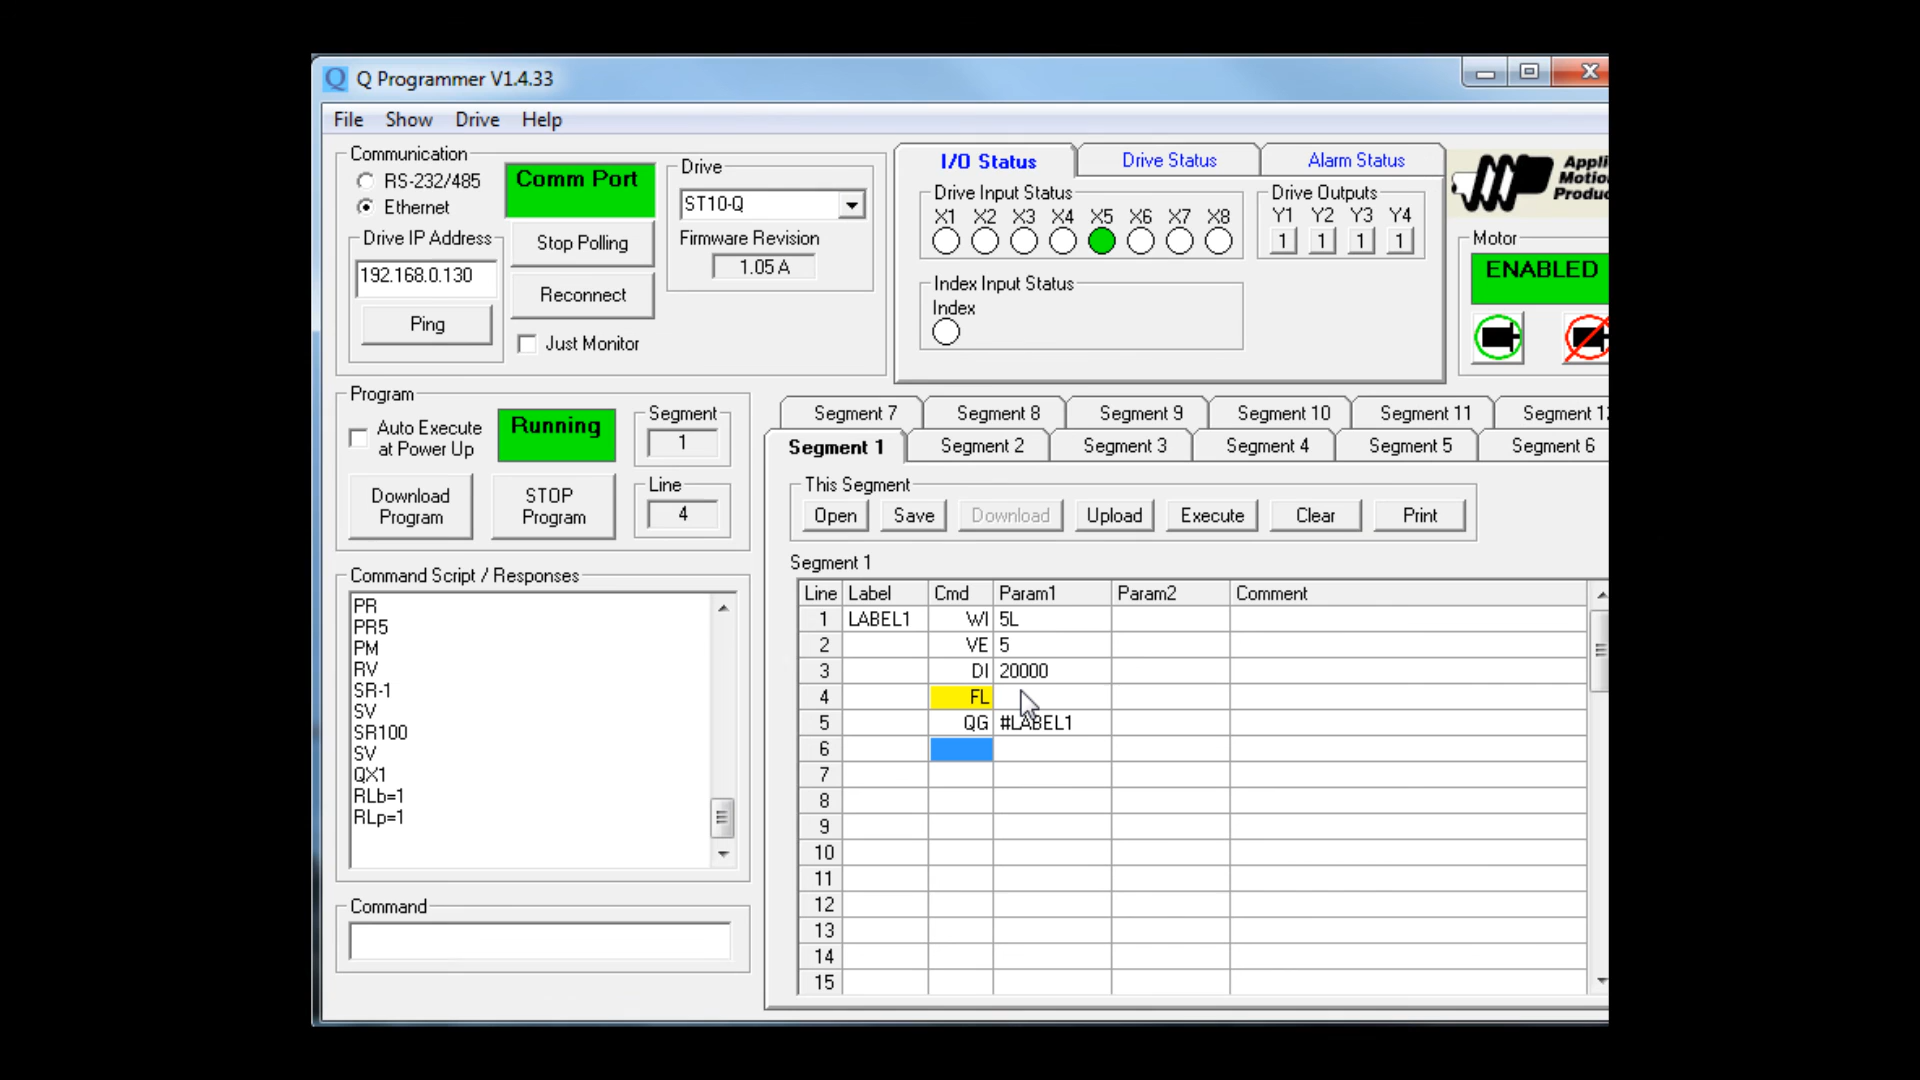 Q Programmer V1.4.33
File Show Drive Help
Communication
RS-232/485
Ethernet
Comm Port
Drive IP Address
192.168.0.130
Ping
Stop Polling
Reconnect
Just Monitor
Drive
ST10-Q
Firmware Revision
1.05 A
I/O Status Drive Status Alarm Status
Drive Input Status
X1 X2 X3 X4 X5 X6 X7 X8
Drive Outputs
Y1 Y2 Y3 Y4
1 1 1 1
Index Input Status
Index
Appli
Motio
Produc
Motor
ENABLED
Program
Auto Execute
at Power Up
Running
Segment
1
Download
Program
STOP
Program
Line
4
Segment 7 Segment 8 Segment 9 Segment 10 Segment 11 Segment 1
Segment 1 Segment 2 Segment 3 Segment 4 Segment 5 Segment 6
This Segment
Open Save Download Upload Execute Clear Print
Segment 1
Line Label Cmd Param1 Param2 Comment
1 LABEL1 WI 5L
2 VE 5
3 DI 20000
4 FL
5 QG #LABEL1
6
7
8
9
10
11
12
13
14
15
Command Script / Responses
PR
PR5
PM
RV
SR-1
SV
SR100
SV
QX1
RLb=1
RLp=1
Command